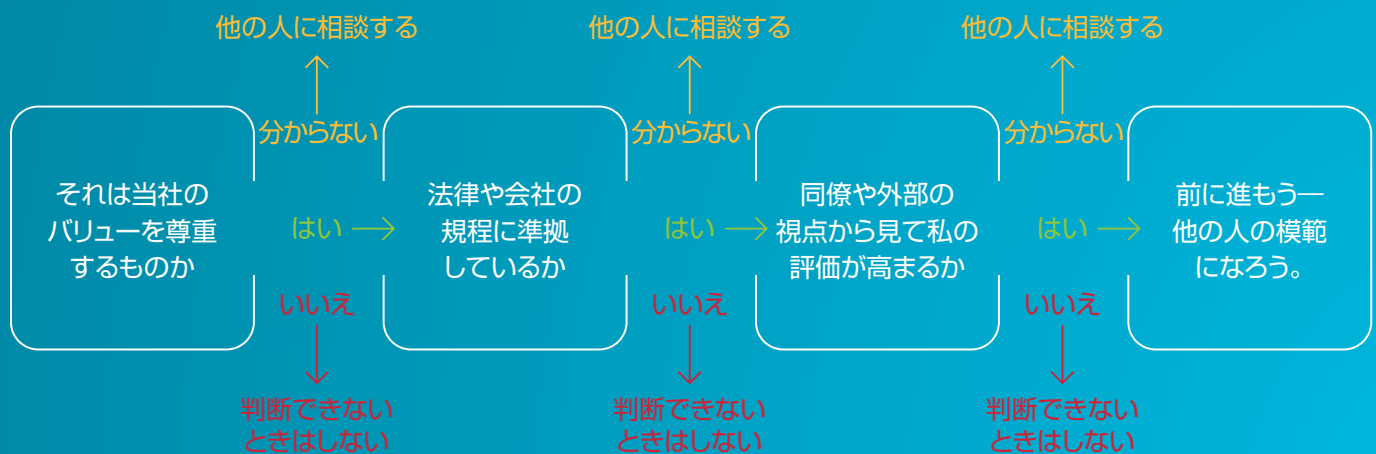 他の人に相談する
他の人に相談する
他の人に相談する
分からない
分からない
分からない
それは当社の
バリューを尊重
するものか
はい
法律や会社の
規程に準拠
しているか
はい
同僚や外部の
視点から見て私の
評価が高まるか
はい
前に進もう―
他の人の模範
になろう。
いいえ
いいえ
いいえ
判断できない
ときはしない
判断できない
ときはしない
判断できない
ときはしない